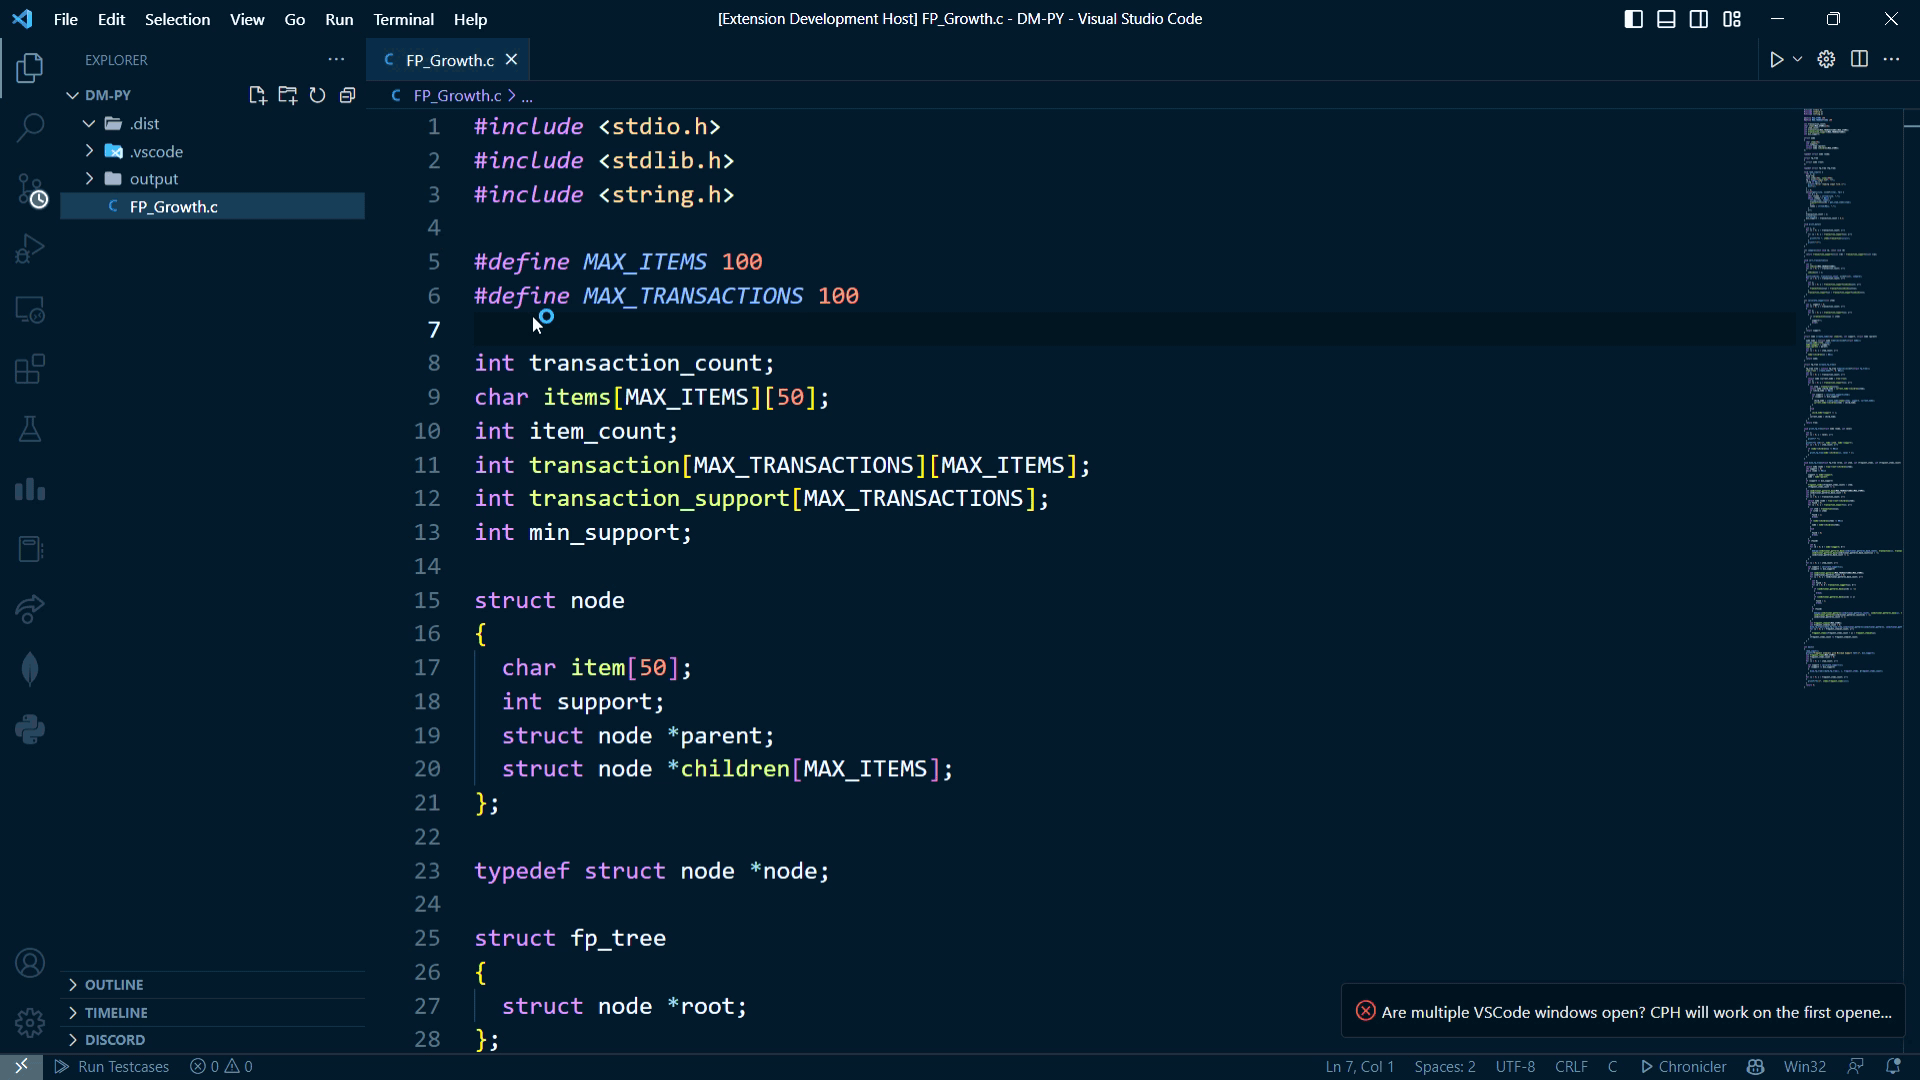 File Edit Selection View Go Run Terminal Help
[Extension Development Host] FP_Growth.c - DM-PY - Visual Studio Code
EXPLORER
DM-PY
.dist
.vscode
output
C FP_Growth.c
OUTLINE
TIMELINE
DISCORD
C FP_Growth.c
C FP_Growth.c > ...
1 #include <stdio.h>
2 #include <stdlib.h>
3 #include <string.h>
4
5 #define MAX_ITEMS 100
6 #define MAX_TRANSACTIONS 100
7
8 int transaction_count;
9 char items[MAX_ITEMS][50];
10 int item_count;
11 int transaction[MAX_TRANSACTIONS][MAX_ITEMS];
12 int transaction_support[MAX_TRANSACTIONS];
13 int min_support;
14
15 struct node
16 {
17 char item[50];
18 int support;
19 struct node *parent;
20 struct node *children[MAX_ITEMS];
21 };
22
23 typedef struct node *node;
24
25 struct fp_tree
26 {
27 struct node *root;
28 };
Are multiple VSCode windows open? CPH will work on the first opene...
Run Testcases 0 0
Ln 7, Col 1 Spaces: 2 UTF-8 CRLF C Chronicler Win32